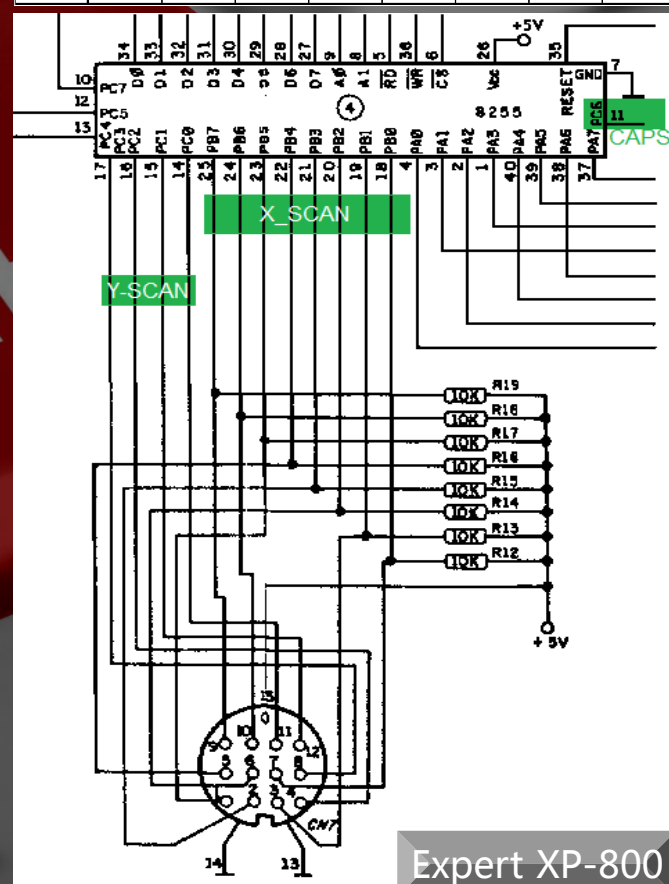 +5V
34 33 32 31 30 29 28 27 9 8 5 36 6 26 35
10 PC7 D0 D1 D2 D3 D4 D5 D6 D7 A0 A1 RD WR CS Vcc RESET GND 7
12 PC5 4 8255 PC6 11
13 PC4 PC3 PC2 PC1 PC0 PB7 PB6 PB5 PB4 PB3 PB2 PB1 PB0 PA0 PA1 PA2 PA3 PA4 PA5 PA6 PA7 CAPS
17 16 15 14 25 24 23 22 21 20 19 18 4 3 2 1 40 39 38 37
X_SCAN
Y-SCAN
10K R19
10K R18
10K R17
10K R16
10K R15
10K R14
10K R13
10K R12
+5V
9 10 11 12
5 6 7 8
1 2 3 4
CN7
14 13
Expert XP-800